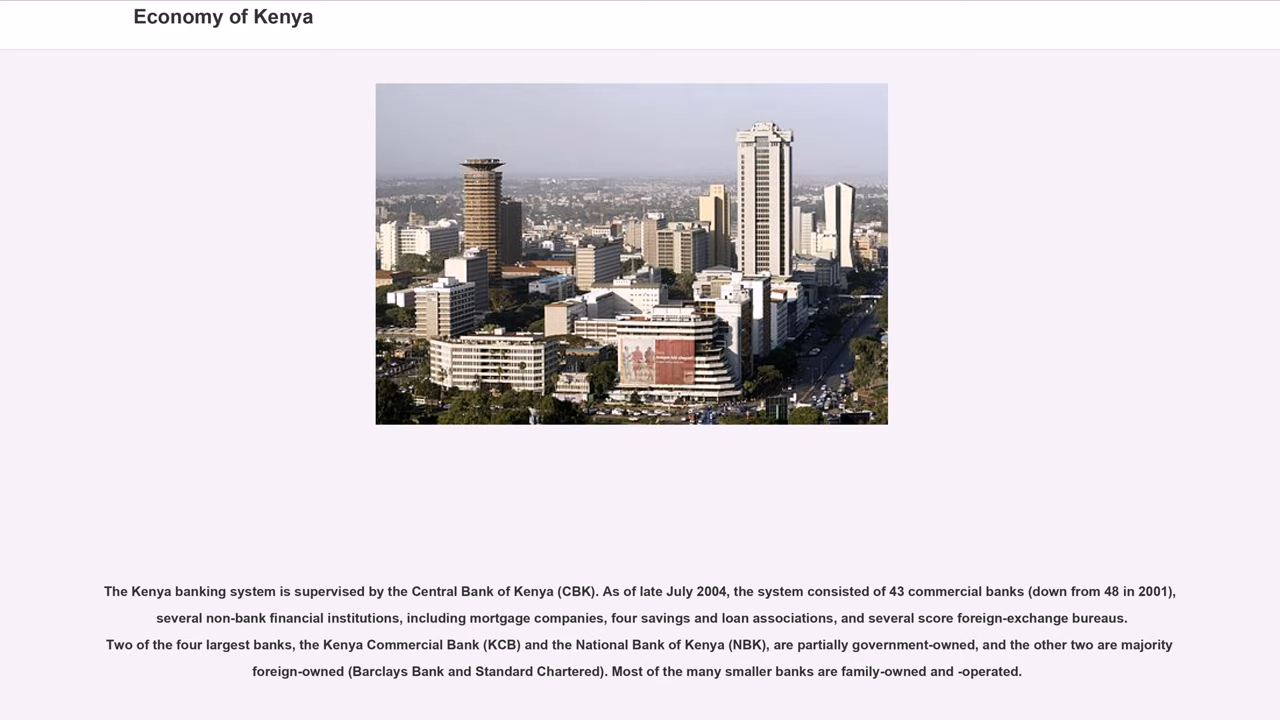 Economy of Kenya
The Kenya banking system is supervised by the Central Bank of Kenya (CBK). As of late July 2004, the system consisted of 43 commercial banks (down from 48 in 2001),
several non-bank financial institutions, including mortgage companies, four savings and loan associations, and several score foreign-exchange bureaus.
Two of the four largest banks, the Kenya Commercial Bank (KCB) and the National Bank of Kenya (NBK), are partially government-owned, and the other two are majority
foreign-owned (Barclays Bank and Standard Chartered). Most of the many smaller banks are family-owned and -operated.